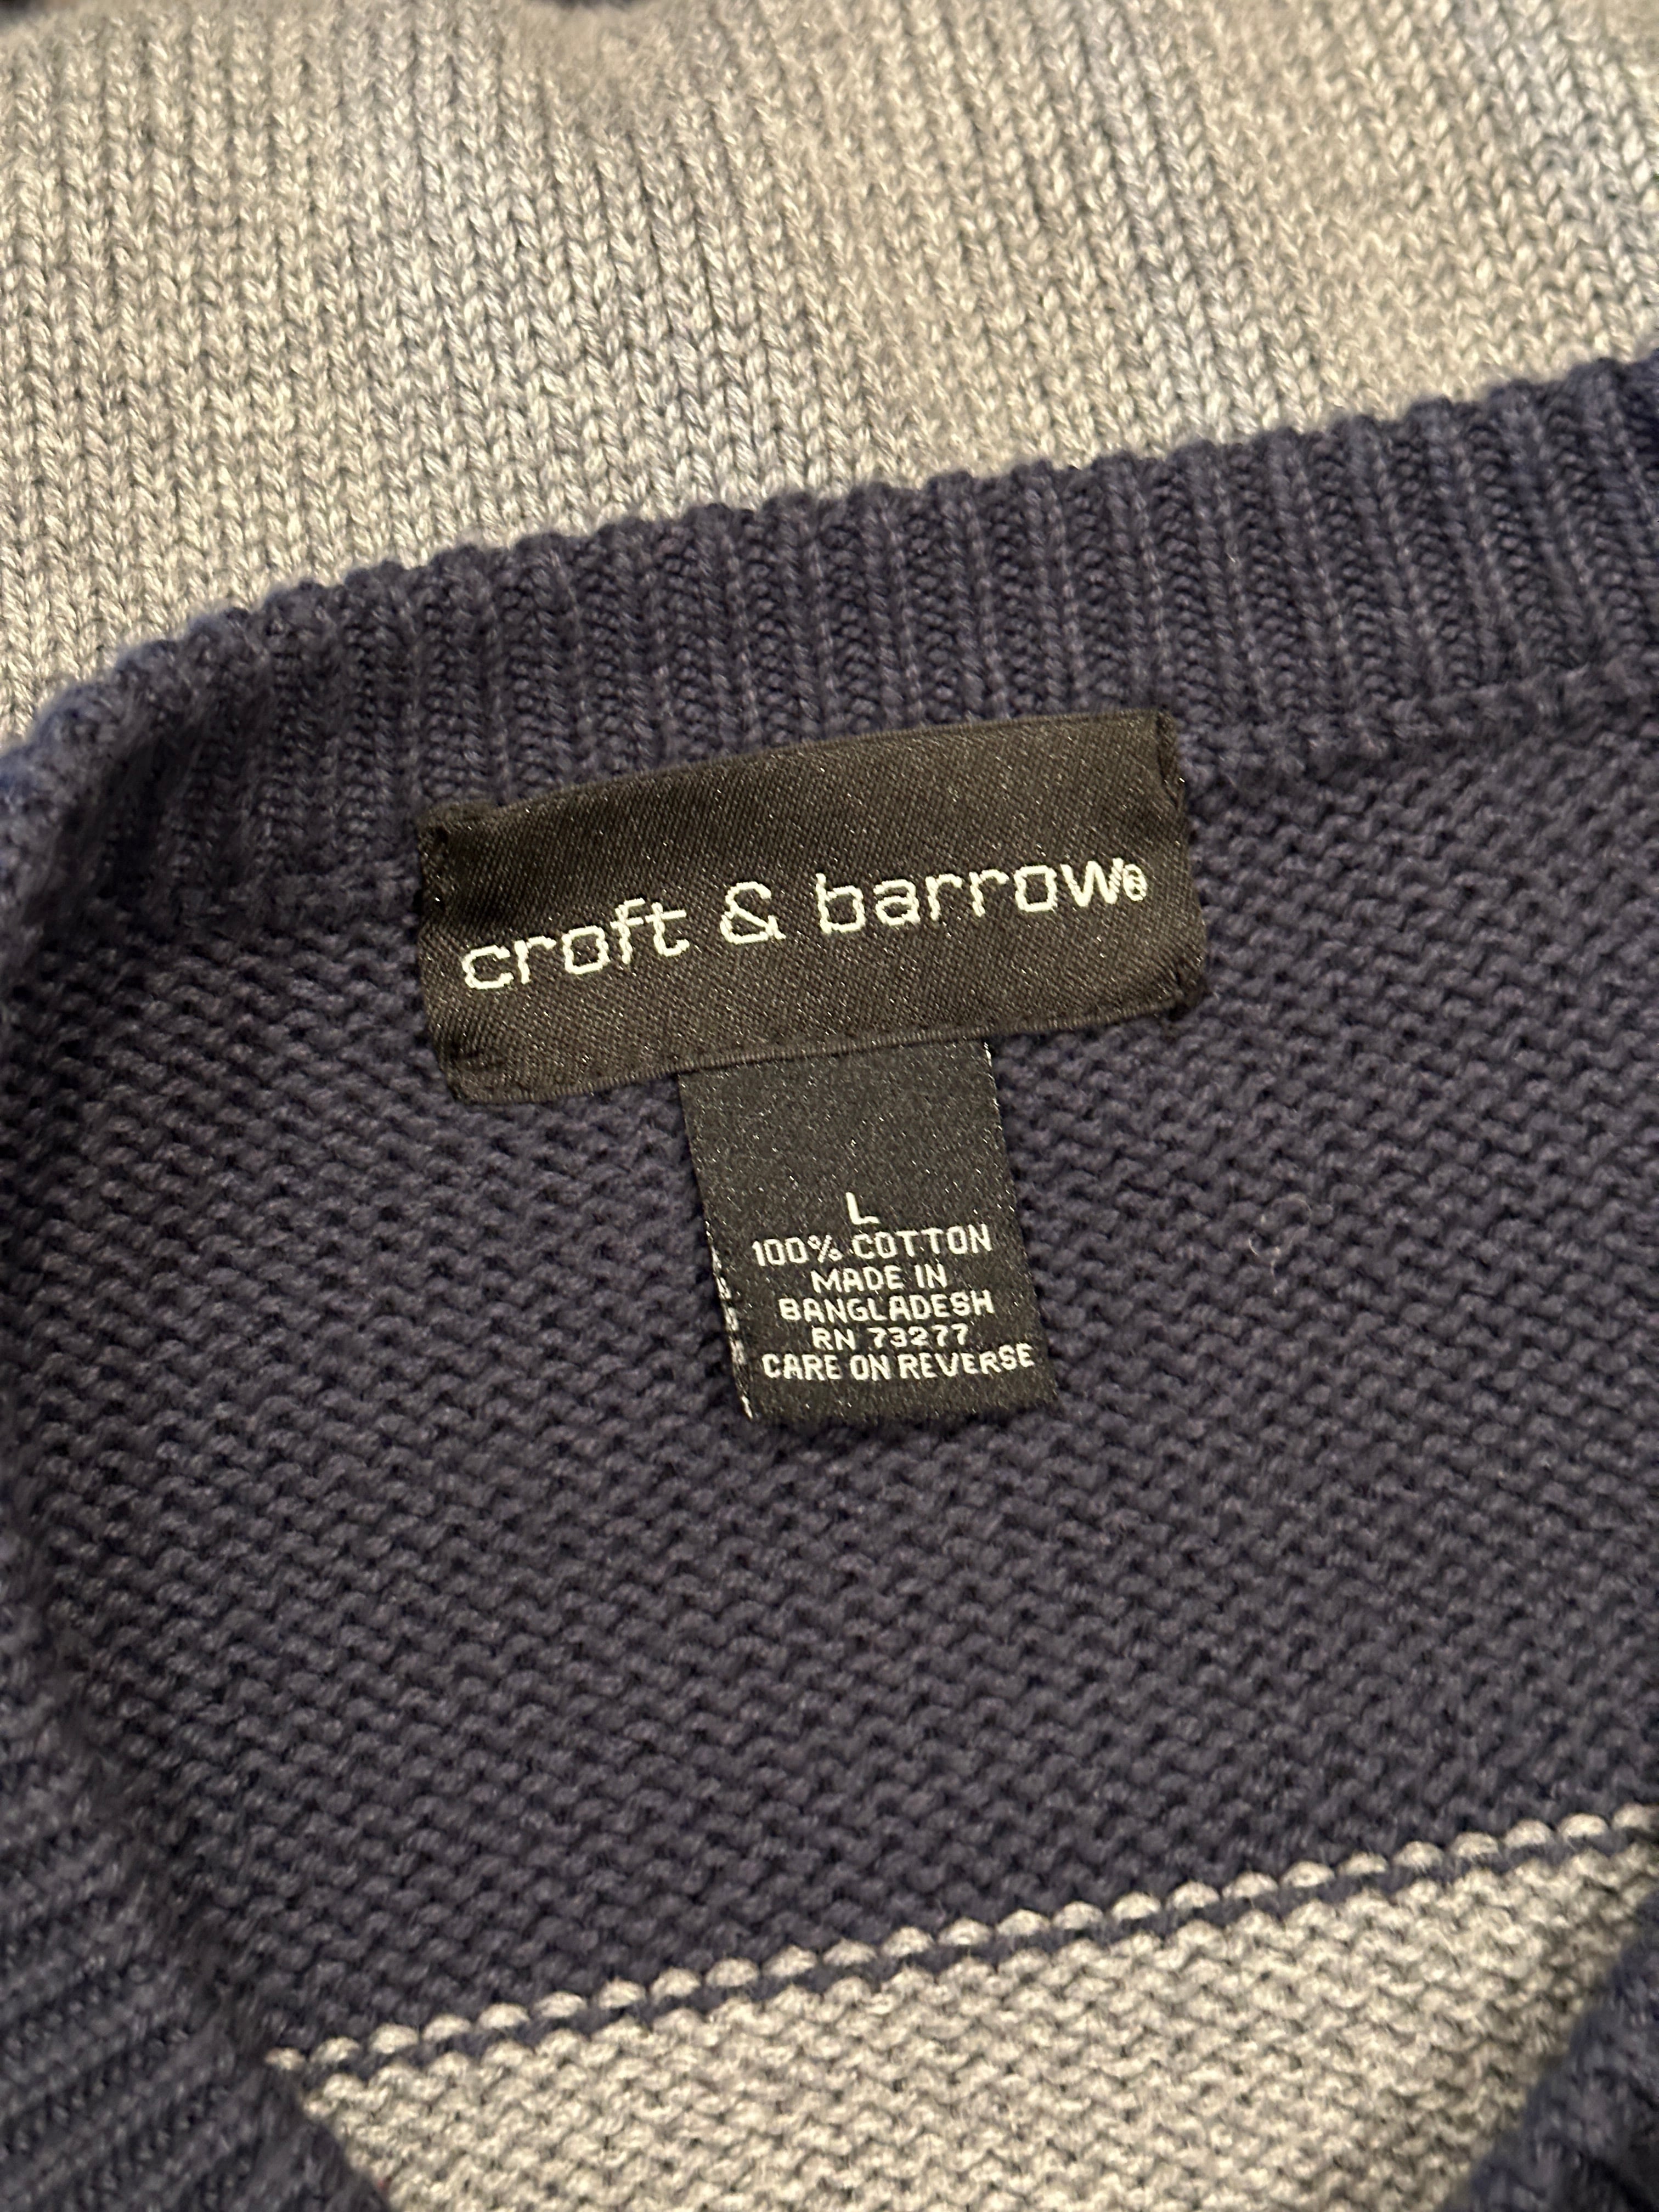 croft & barrow®
L
100% COTTON
MADE IN
BANGLADESH
RN 73277
CARE ON REVERSE